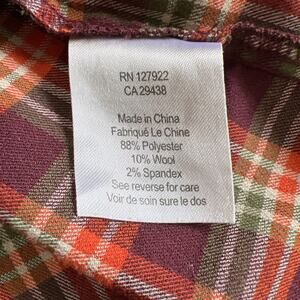 RN 127922
CA 29438
Made in China
Fabriqué Le Chine
88% Polyester
10% Wool
2% Spandex
See reverse for care
Voir de soin sure le dos